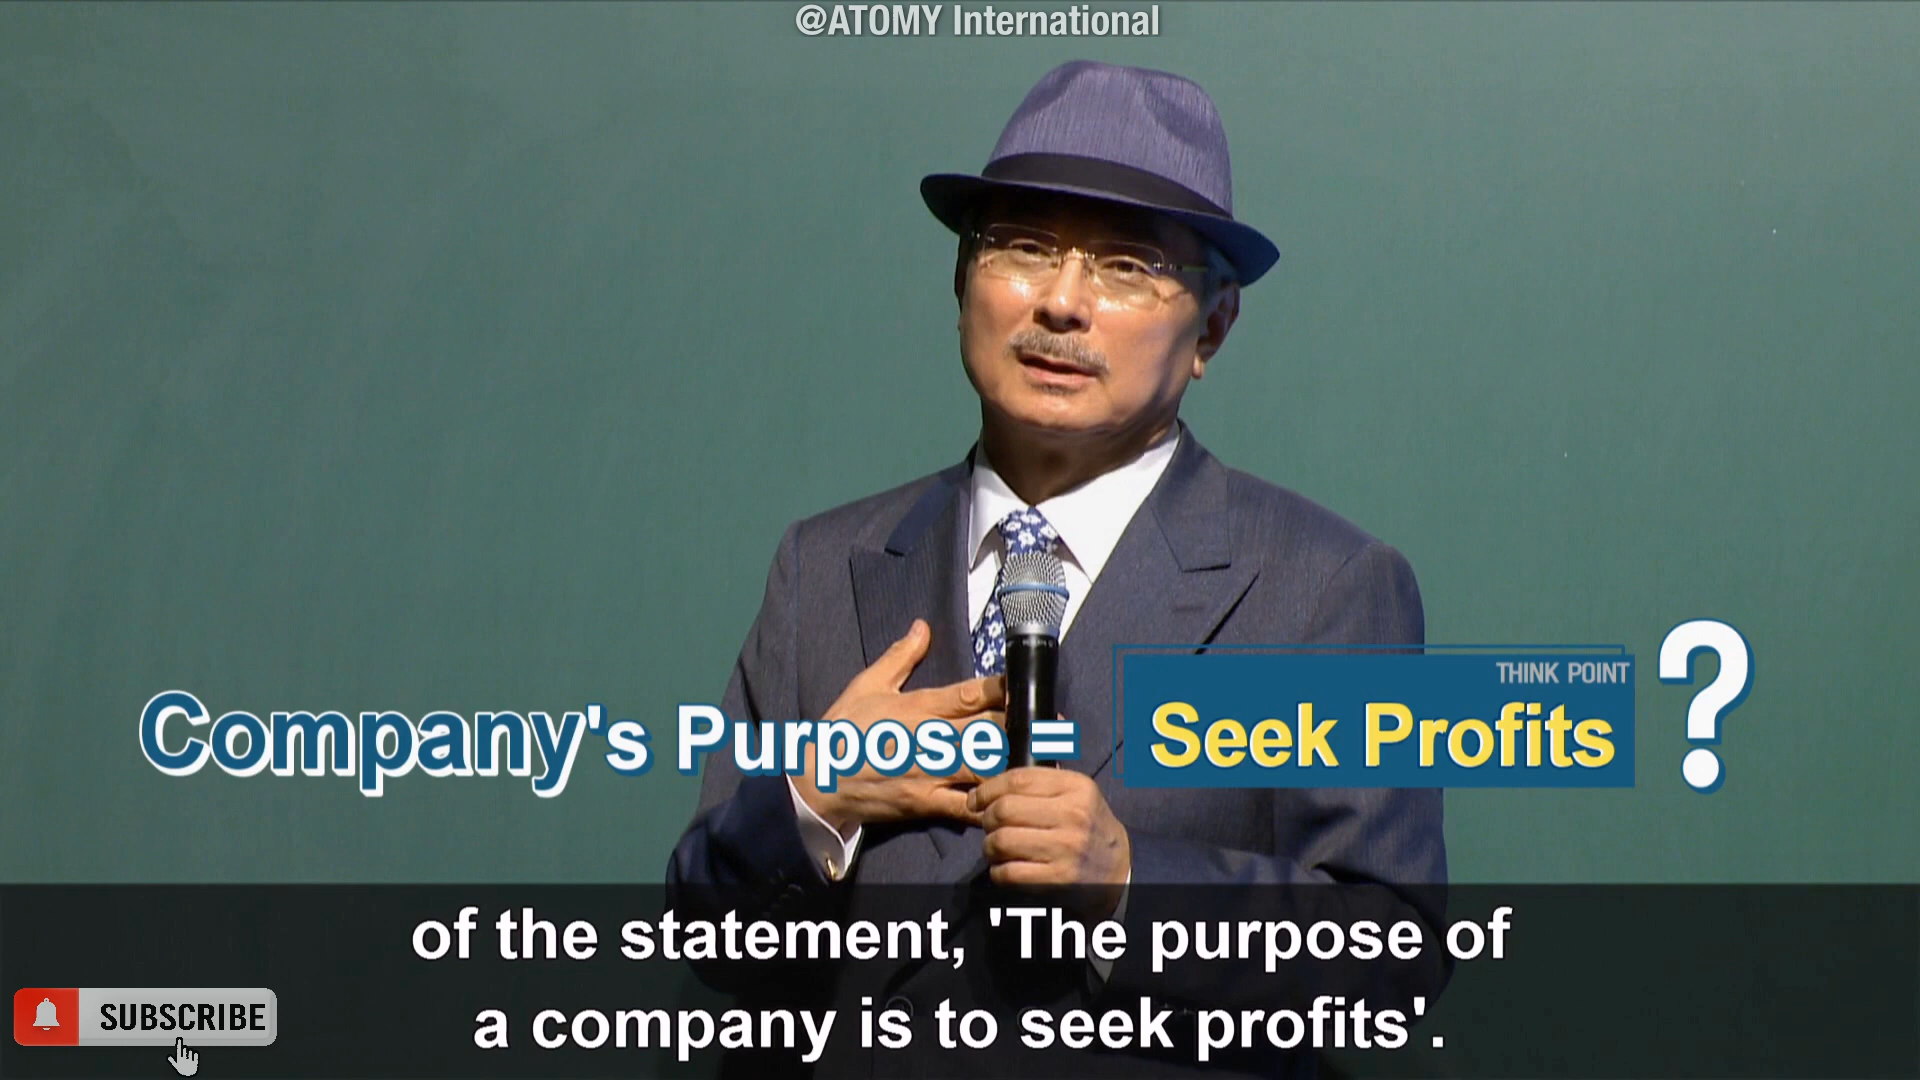 @ATOMY International
THINK POINT
Company's Purpose = Seek Profits ?
of the statement, 'The purpose of
a company is to seek profits'.
SUBSCRIBE